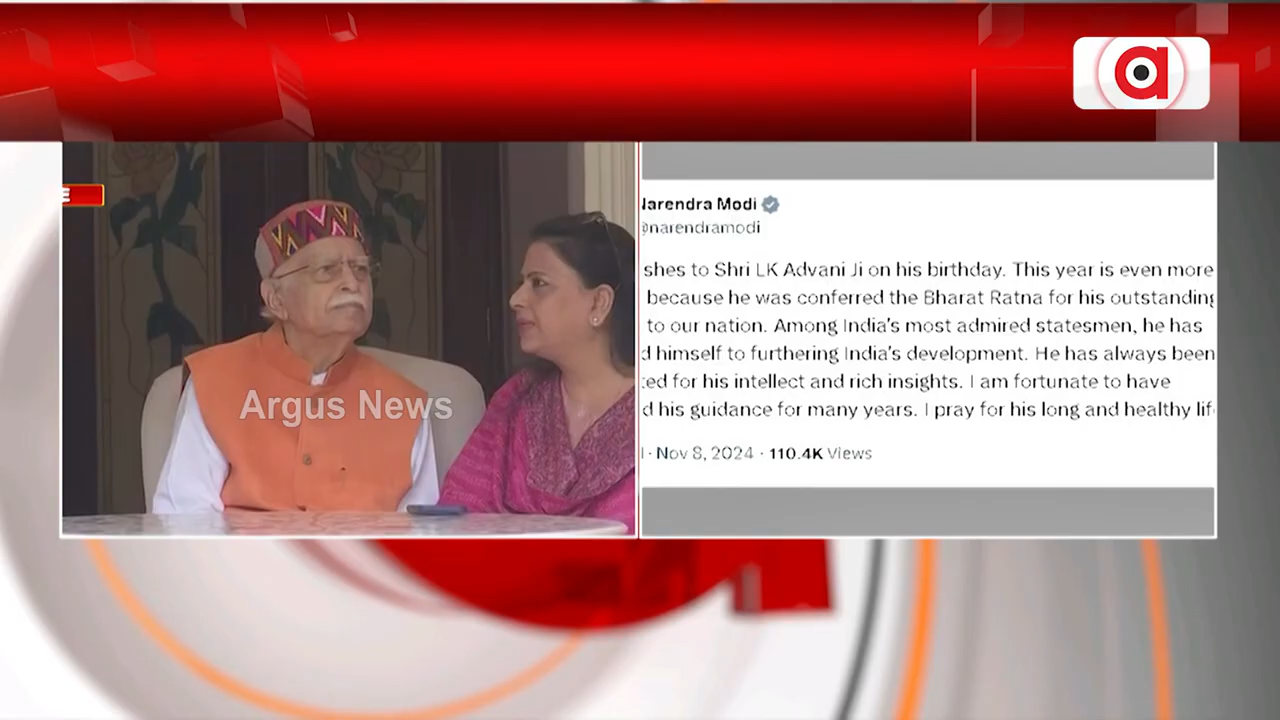 E
Argus News
Narendra Modi
@narendramodi
shes to Shri LK Advani Ji on his birthday. This year is even more
because he was conferred the Bharat Ratna for his outstanding
to our nation. Among India's most admired statesmen, he has
d himself to furthering India's development. He has always been
ted for his intellect and rich insights. I am fortunate to have
d his guidance for many years. I pray for his long and healthy lif
· Nov 8, 2024 · 110.4K Views
a